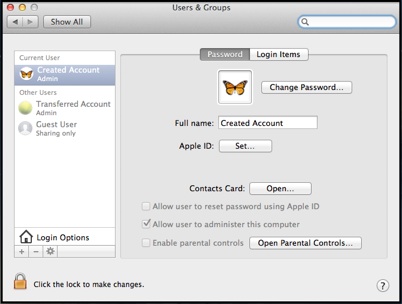 Users & Groups
Show All
Current User
Created Account
Admin
Other Users
Transferred Account
Admin
Guest User
Sharing only
Login Options
+ −
Password
Login Items
Change Password...
Full name: Created Account
Apple ID: Set...
Contacts Card: Open...
Allow user to reset password using Apple ID
Allow user to administer this computer
Enable parental controls
Open Parental Controls...
Click the lock to make changes.
?